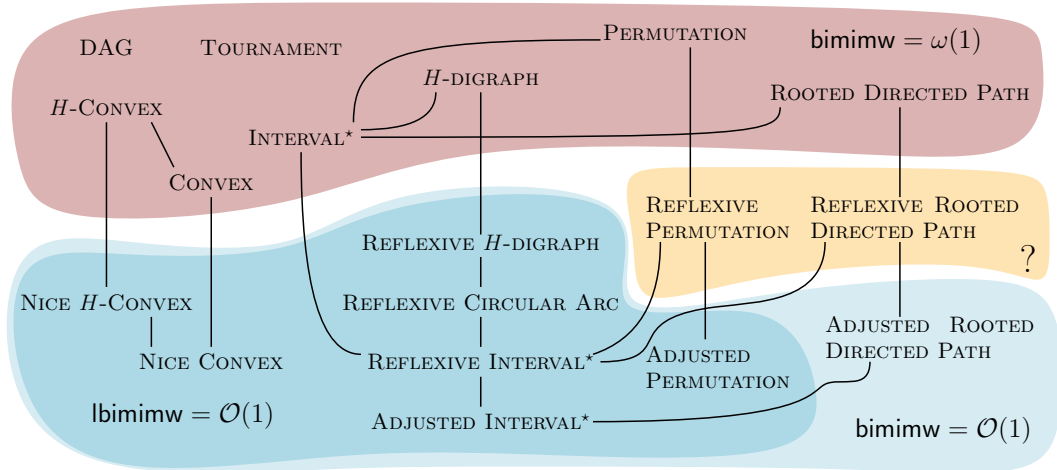 DAG
TOURNAMENT
PERMUTATION
bimimw = ω(1)
H-DIGRAPH
H-CONVEX
ROOTED DIRECTED PATH
INTERVAL*
CONVEX
REFLEXIVE
PERMUTATION
REFLEXIVE ROOTED
DIRECTED PATH
?
REFLEXIVE H-DIGRAPH
NICE H-CONVEX
REFLEXIVE CIRCULAR ARC
ADJUSTED ROOTED
DIRECTED PATH
NICE CONVEX
REFLEXIVE INTERVAL*
ADJUSTED
PERMUTATION
lbimimw = O(1)
ADJUSTED INTERVAL*
bimimw = O(1)